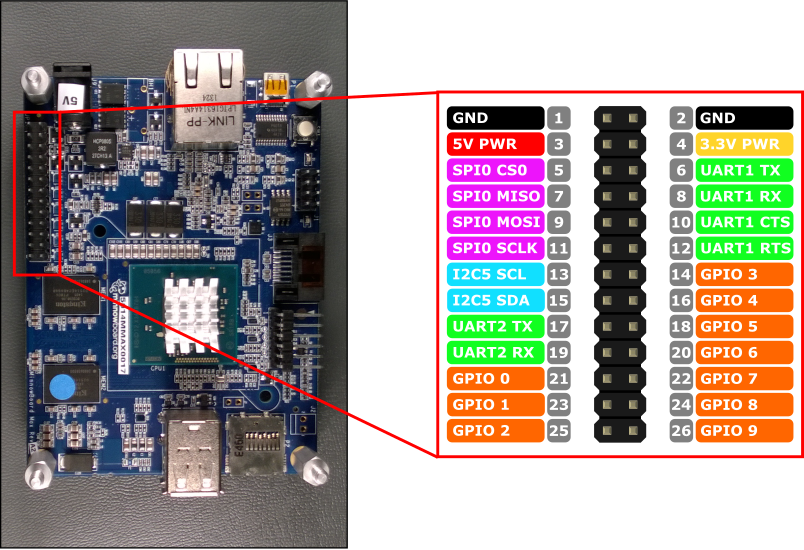 5V
LINK-PP
1324
HCP0805
2R2
CPU1
MinnowBoard Max
E460
GND 1 2 GND
5V PWR 3 4 3.3V PWR
SPI0 CS0 5 6 UART1 TX
SPI0 MISO 7 8 UART1 RX
SPI0 MOSI 9 10 UART1 CTS
SPI0 SCLK 11 12 UART1 RTS
I2C5 SCL 13 14 GPIO 3
I2C5 SDA 15 16 GPIO 4
UART2 TX 17 18 GPIO 5
UART2 RX 19 20 GPIO 6
GPIO 0 21 22 GPIO 7
GPIO 1 23 24 GPIO 8
GPIO 2 25 26 GPIO 9